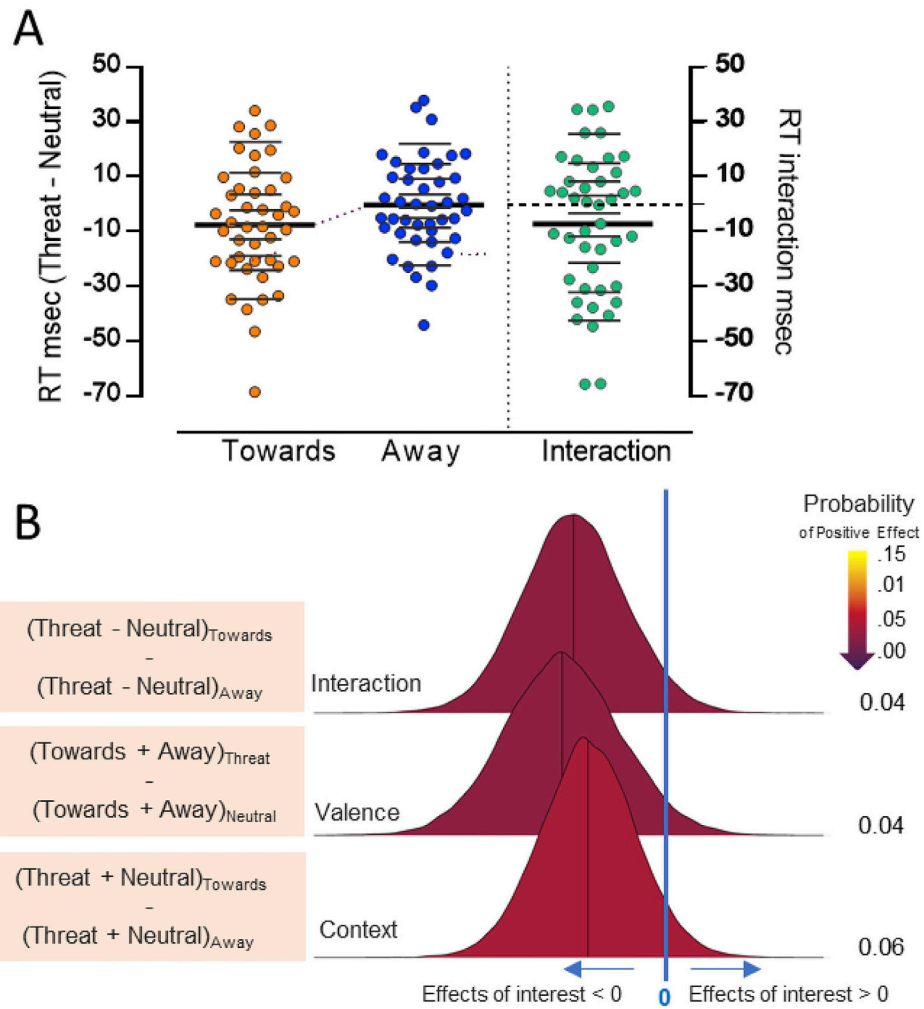 A
RT msec (Threat - Neutral)
50
30
10
-10
-30
-50
-70
50
30
10
-10
-30
-50
-70
RT interaction msec
Towards Away Interaction
B
Probability
of Positive Effect
.15
.01
.05
.00
(Threat - Neutral)Towards
-
(Threat - Neutral)Away
Interaction
0.04
(Towards + Away)Threat
-
(Towards + Away)Neutral
Valence
0.04
(Threat + Neutral)Towards
-
(Threat + Neutral)Away
Context
0.06
Effects of interest < 0 0 Effects of interest > 0